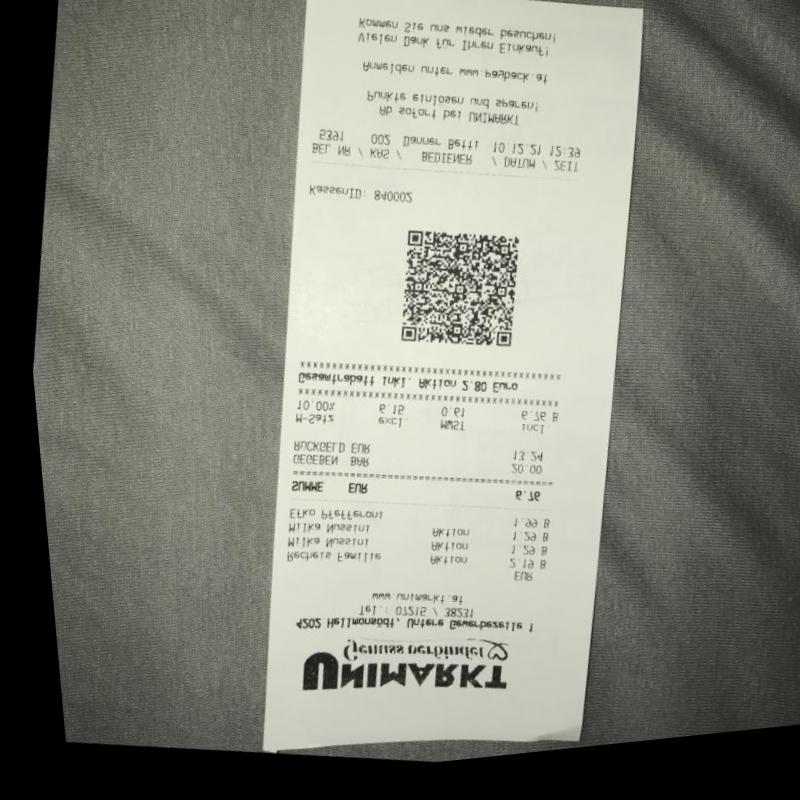 UNIMARKT
Genuss verbindet
4202 Hellmonsödt, Untere Gewerbezeile 1
Tel.: 07215 / 38231
www.unimarkt.at
EUR
Recheis Familie Aktion 2.19 B
Milka Nussini Aktion 1.29 B
Milka Nussini Aktion 1.29 B
Efko Pfefferoni 1.99 B
SUMME EUR 6.76
GEGEBEN BAR 20.00
RÜCKGELD EUR 13.24
M-Satz excl. MWST incl.
10.00% 6.15 0.61 6.76 B
Gesamtrabatt inkl. Aktion 2.80 Euro
KassenID: 840002
BEL NR / KAS / BEDIENER / DATUM / ZEIT
5391 002 Danner Betti 10.12.21 12:39
Ab sofort bei UNIMARKT
Punkte einlösen und sparen!
Anmelden unter www.payback.at
Vielen Dank für Ihren Einkauf!
Kommen Sie uns wieder besuchen!